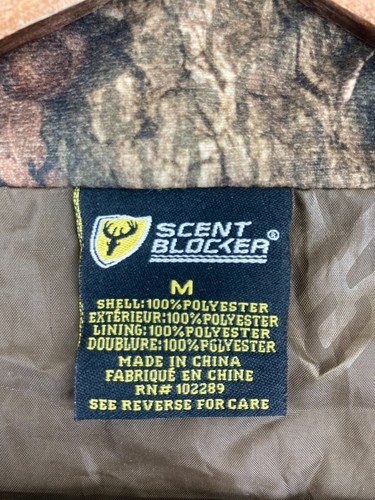 SCENT
BLOCKER®
M
SHELL:100%POLYESTER
EXTÉRIEUR:100%POLYESTER
LINING:100%POLYESTER
DOUBLURE:100%POLYESTER
MADE IN CHINA
FABRIQUÉ EN CHINE
RN# 102289
SEE REVERSE FOR CARE